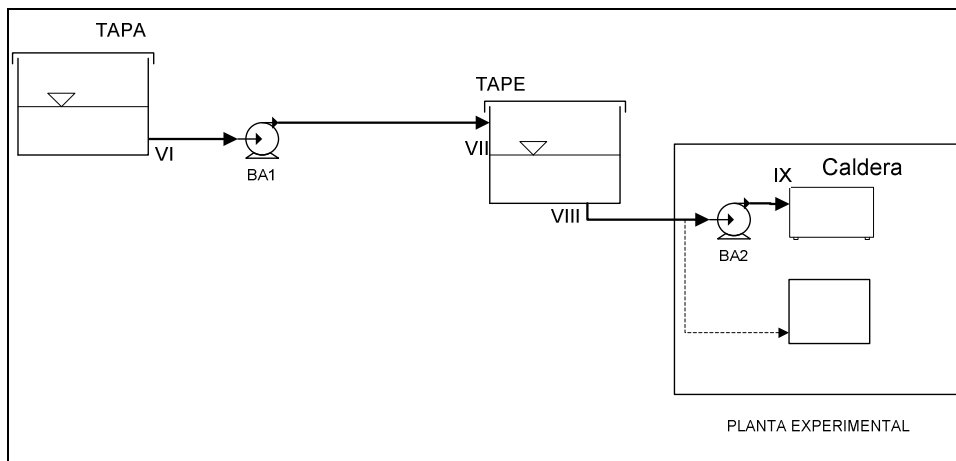 TAPA
TAPE
VI
BA1
VII
IX
Caldera
VIII
BA2
PLANTA EXPERIMENTAL